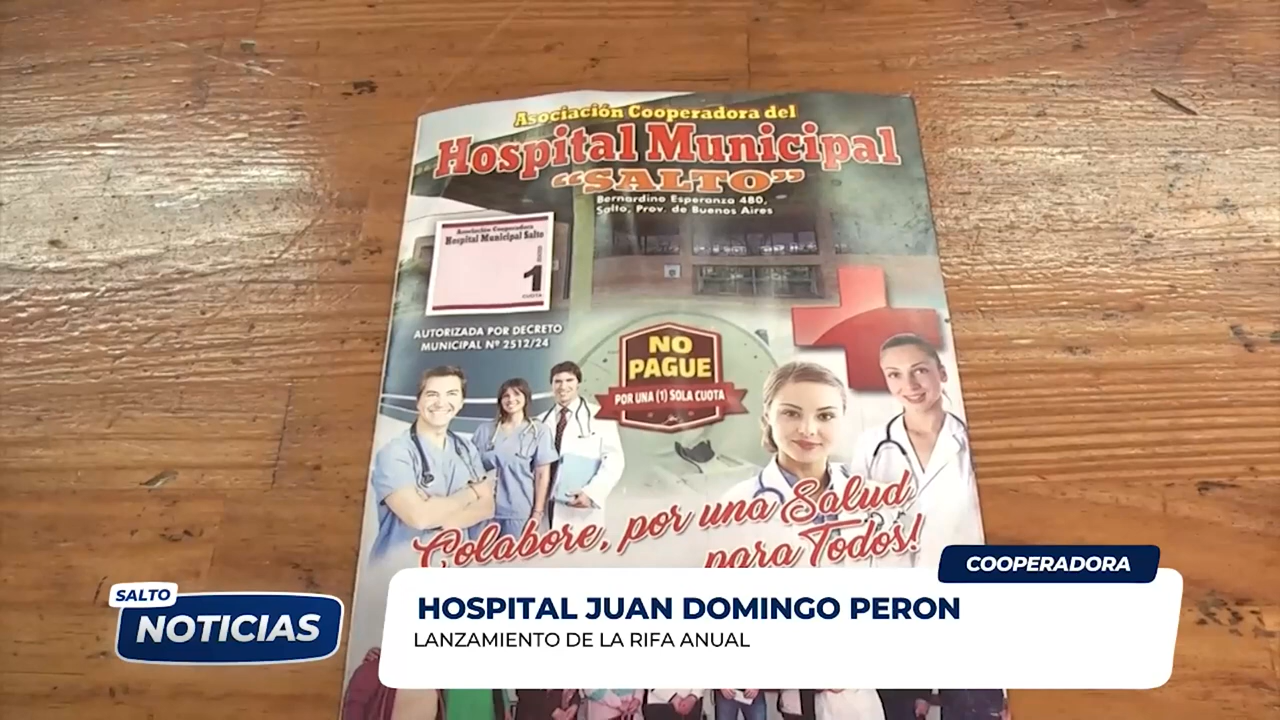 Asociación Cooperadora del
Hospital Municipal
“SALTO”
Bernardino Esperanza 480,
Salto, Prov. de Buenos Aires
Asociación Cooperadora
Hospital Municipal Salto
1
CUOTA
AUTORIZADA POR DECRETO
MUNICIPAL Nº 2512/24
NO
PAGUE
POR UNA (1) SOLA CUOTA
Colabore, por una Salud
para Todos!
COOPERADORA
SALTO
NOTICIAS
HOSPITAL JUAN DOMINGO PERON
LANZAMIENTO DE LA RIFA ANUAL